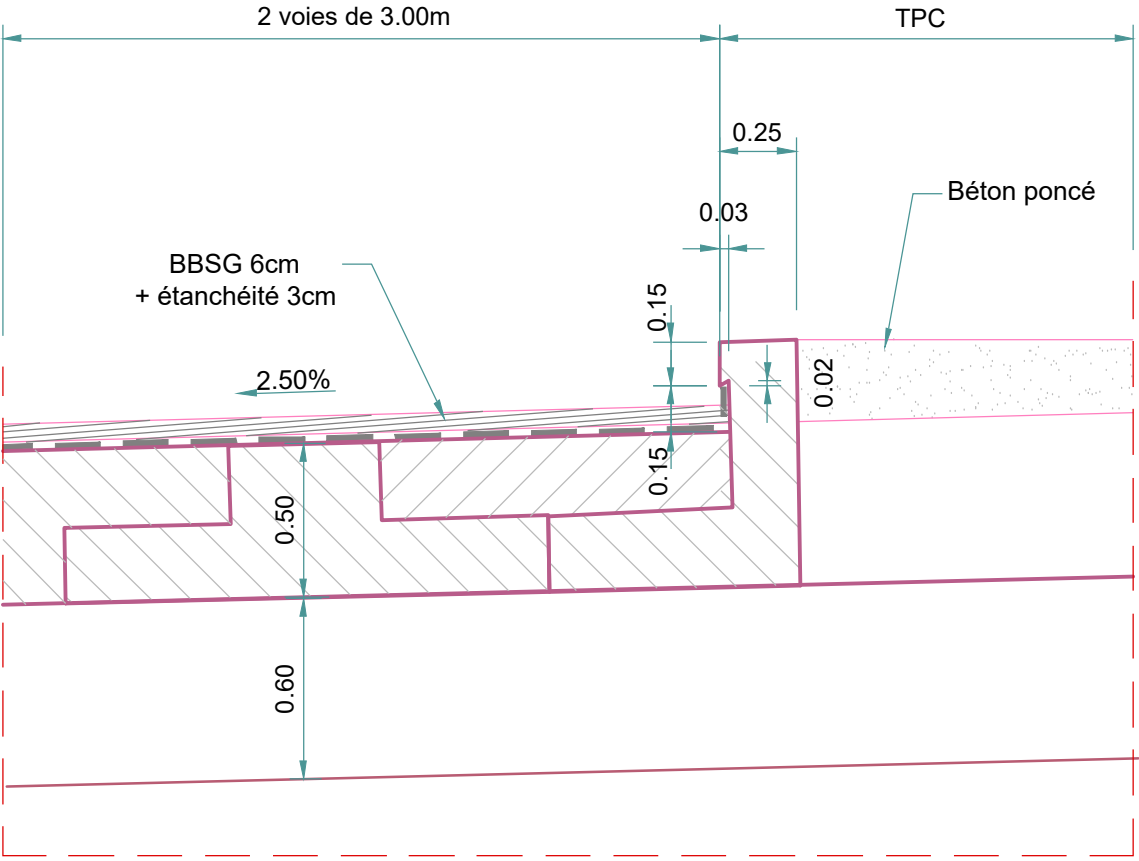 2 voies de 3.00m
TPC
0.25
Béton poncé
0.03
BBSG 6cm
+ étanchéité 3cm
0.15
2.50%
0.02
0.15
0.50
0.60